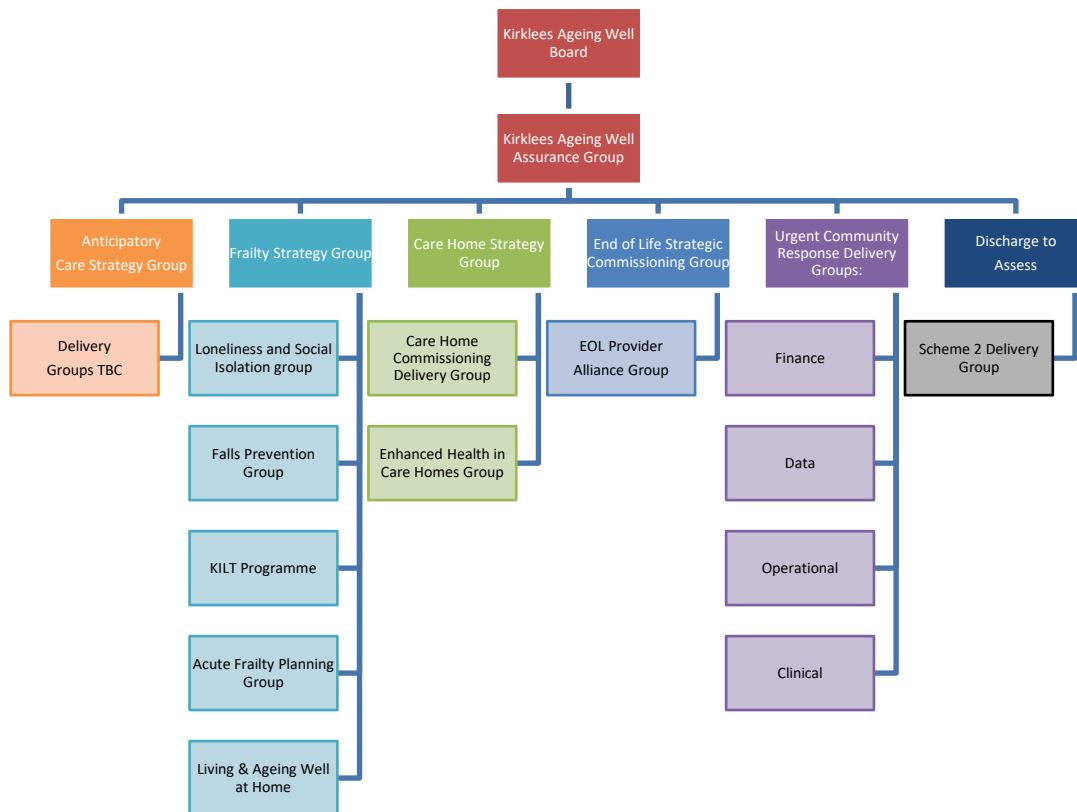 Kirklees Ageing Well
Board
Kirklees Ageing Well
Assurance Group
Anticipatory
Care Strategy Group
Frailty Strategy Group
Care Home Strategy
Group
End of Life Strategic
Commissioning Group
Urgent Community
Response Delivery
Groups:
Discharge to
Assess
Delivery
Groups TBC
Loneliness and Social
Isolation group
Care Home
Commissioning
Delivery Group
EOL Provider
Alliance Group
Finance
Scheme 2 Delivery
Group
Falls Prevention
Group
Enhanced Health in
Care Homes Group
Data
KILT Programme
Operational
Acute Frailty Planning
Group
Clinical
Living & Ageing Well
at Home